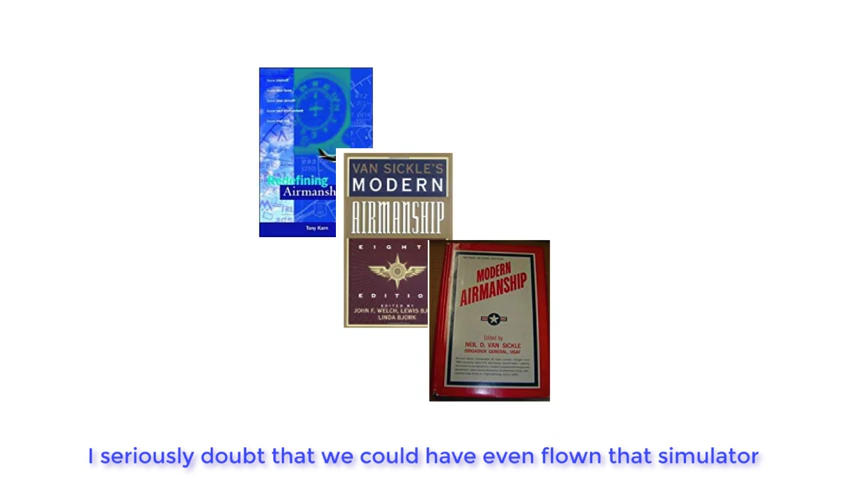 Redefining
Airmansh
Tony Kern
VAN SICKLE'S
MODERN
AIRMANSHIP
EIGHT
EDITION
EDITED BY
JOHN F. WELCH, LEWIS BJ
LINDA BJORK
MODERN
AIRMANSHIP
Edited by
NEIL D. VAN SICKLE
BRIGADIER GENERAL, USAF
I seriously doubt that we could have even flown that simulator